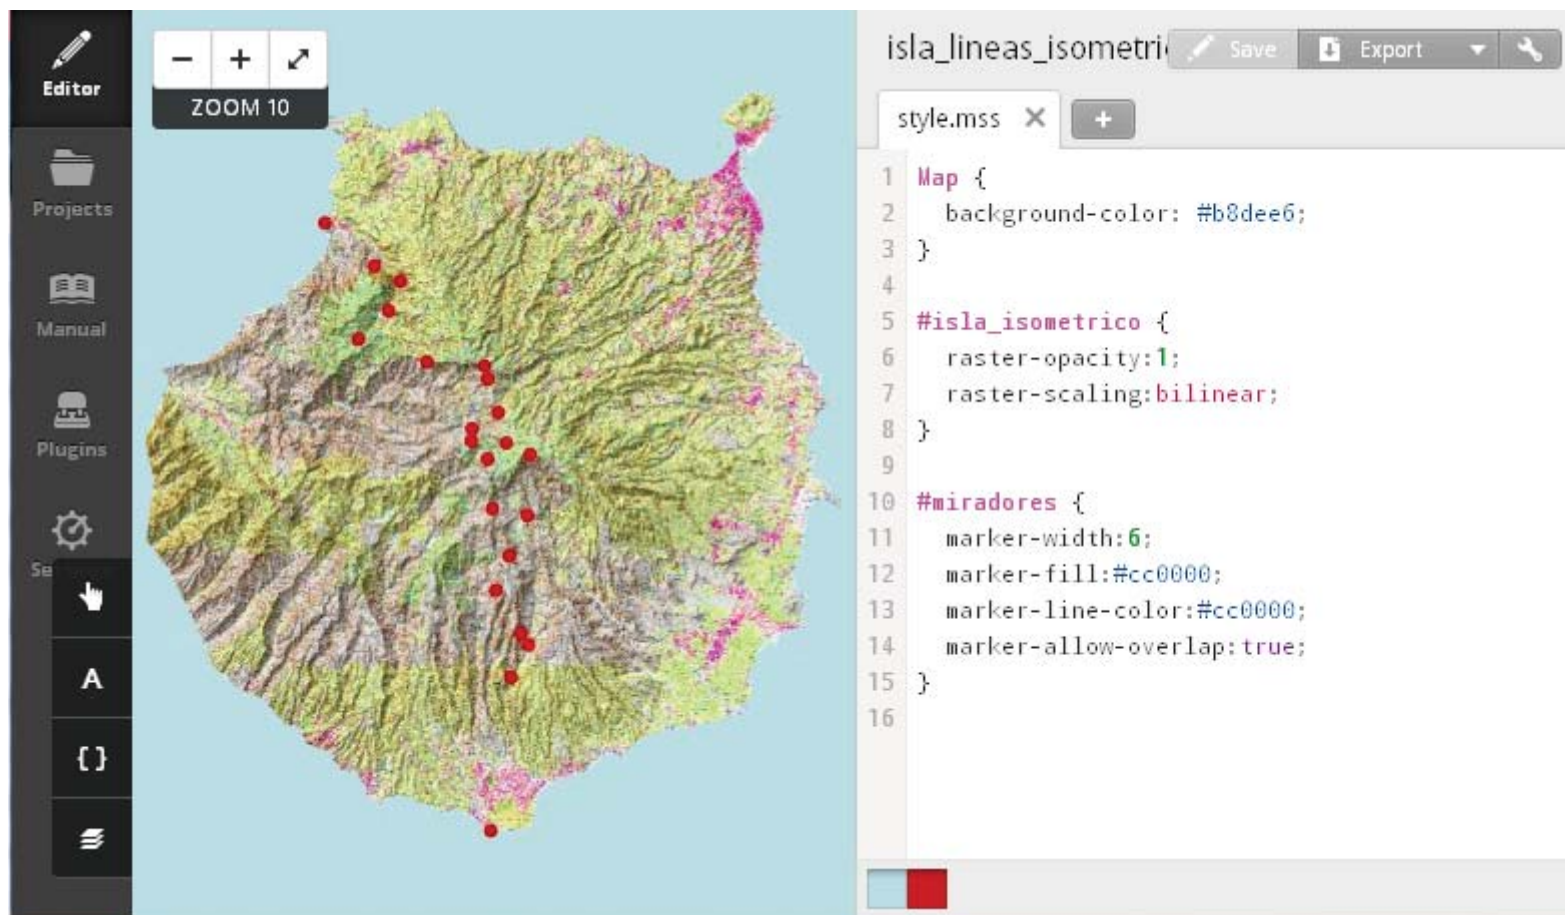 Editor
Projects
Manual
Plugins
Se
A
{ }
ZOOM 10
isla_lineas_isometri
Save
Export
style.mss
1 Map {
2 background-color: #b8dee6;
3 }
4
5 #isla_isometrico {
6 raster-opacity:1;
7 raster-scaling:bilinear;
8 }
9
10 #miradores {
11 marker-width:6;
12 marker-fill:#cc0000;
13 marker-line-color:#cc0000;
14 marker-allow-overlap:true;
15 }
16